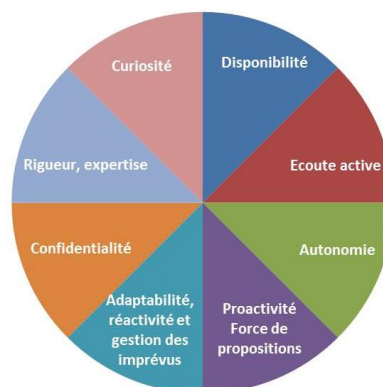 Curiosité
Disponibilité
Rigueur, expertise
Ecoute active
Confidentialité
Autonomie
Adaptabilité,
réactivité et
gestion des
imprévus
Proactivité
Force de
propositions